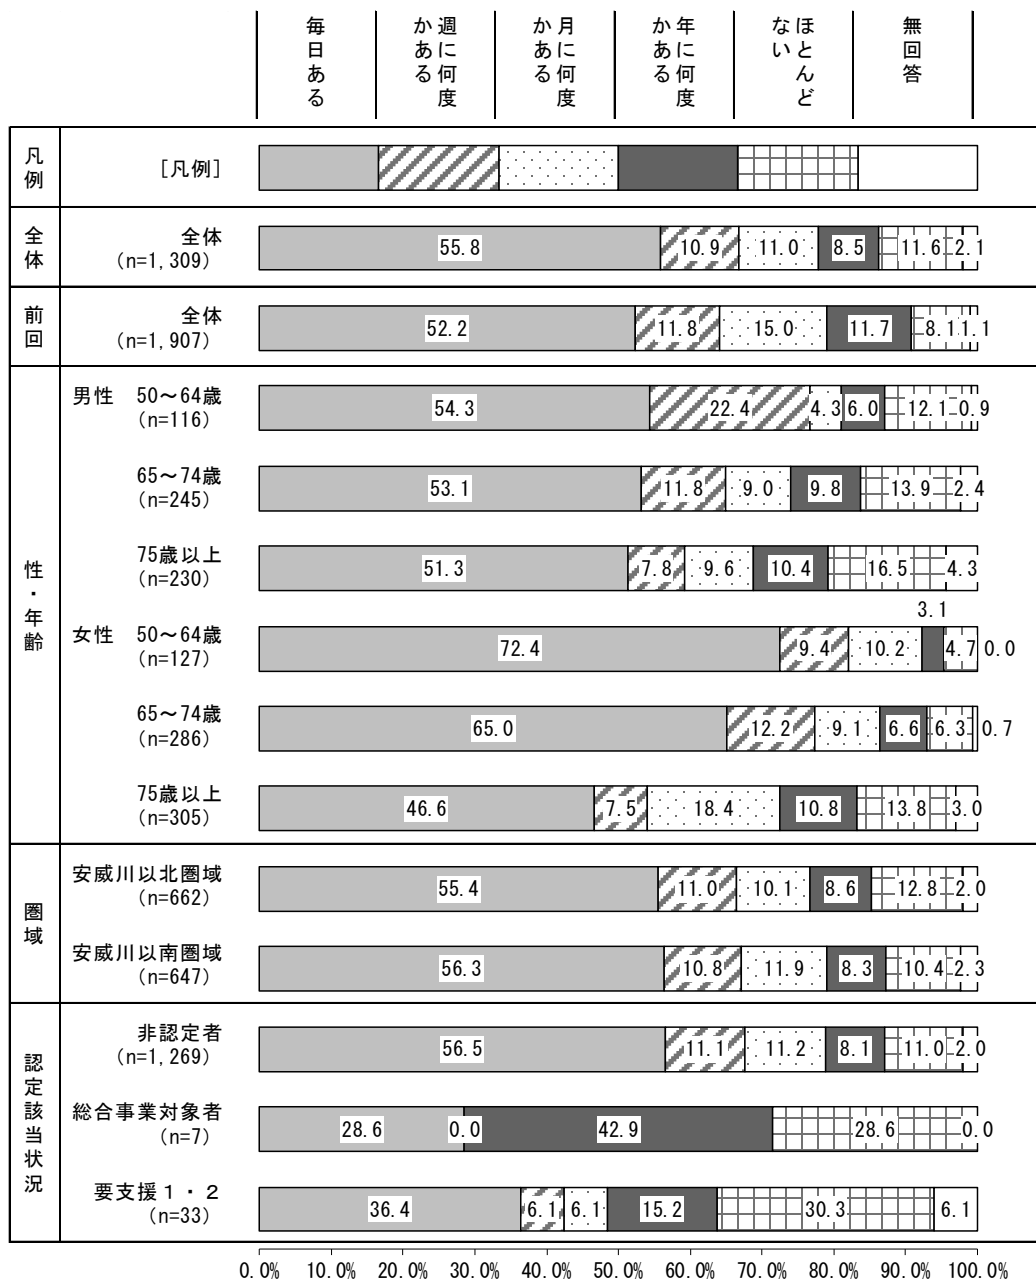 毎日ある
週に何度かある
月に何度かある
年に何度かある
ほとんどない
無回答
凡例
[凡例]
全体
全体
(n=1,309)
55.8 10.9 11.0 8.5 11.6 2.1
前回
全体
(n=1,907)
52.2 11.8 15.0 11.7 8.1 1.1
性・年齢
男性 50～64歳
(n=116)
54.3 22.4 4.3 6.0 12.1 0.9
65～74歳
(n=245)
53.1 11.8 9.0 9.8 13.9 2.4
75歳以上
(n=230)
51.3 7.8 9.6 10.4 16.5 4.3
女性 50～64歳
(n=127)
72.4 9.4 10.2 3.1 4.7 0.0
65～74歳
(n=286)
65.0 12.2 9.1 6.6 6.3 0.7
75歳以上
(n=305)
46.6 7.5 18.4 10.8 13.8 3.0
圏域
安威川以北圏域
(n=662)
55.4 11.0 10.1 8.6 12.8 2.0
安威川以南圏域
(n=647)
56.3 10.8 11.9 8.3 10.4 2.3
認定該当状況
非認定者
(n=1,269)
56.5 11.1 11.2 8.1 11.0 2.0
総合事業対象者
(n=7)
28.6 0.0 42.9 28.6 0.0
要支援１・２
(n=33)
36.4 6.1 6.1 15.2 30.3 6.1
0.0% 10.0% 20.0% 30.0% 40.0% 50.0% 60.0% 70.0% 80.0% 90.0% 100.0%